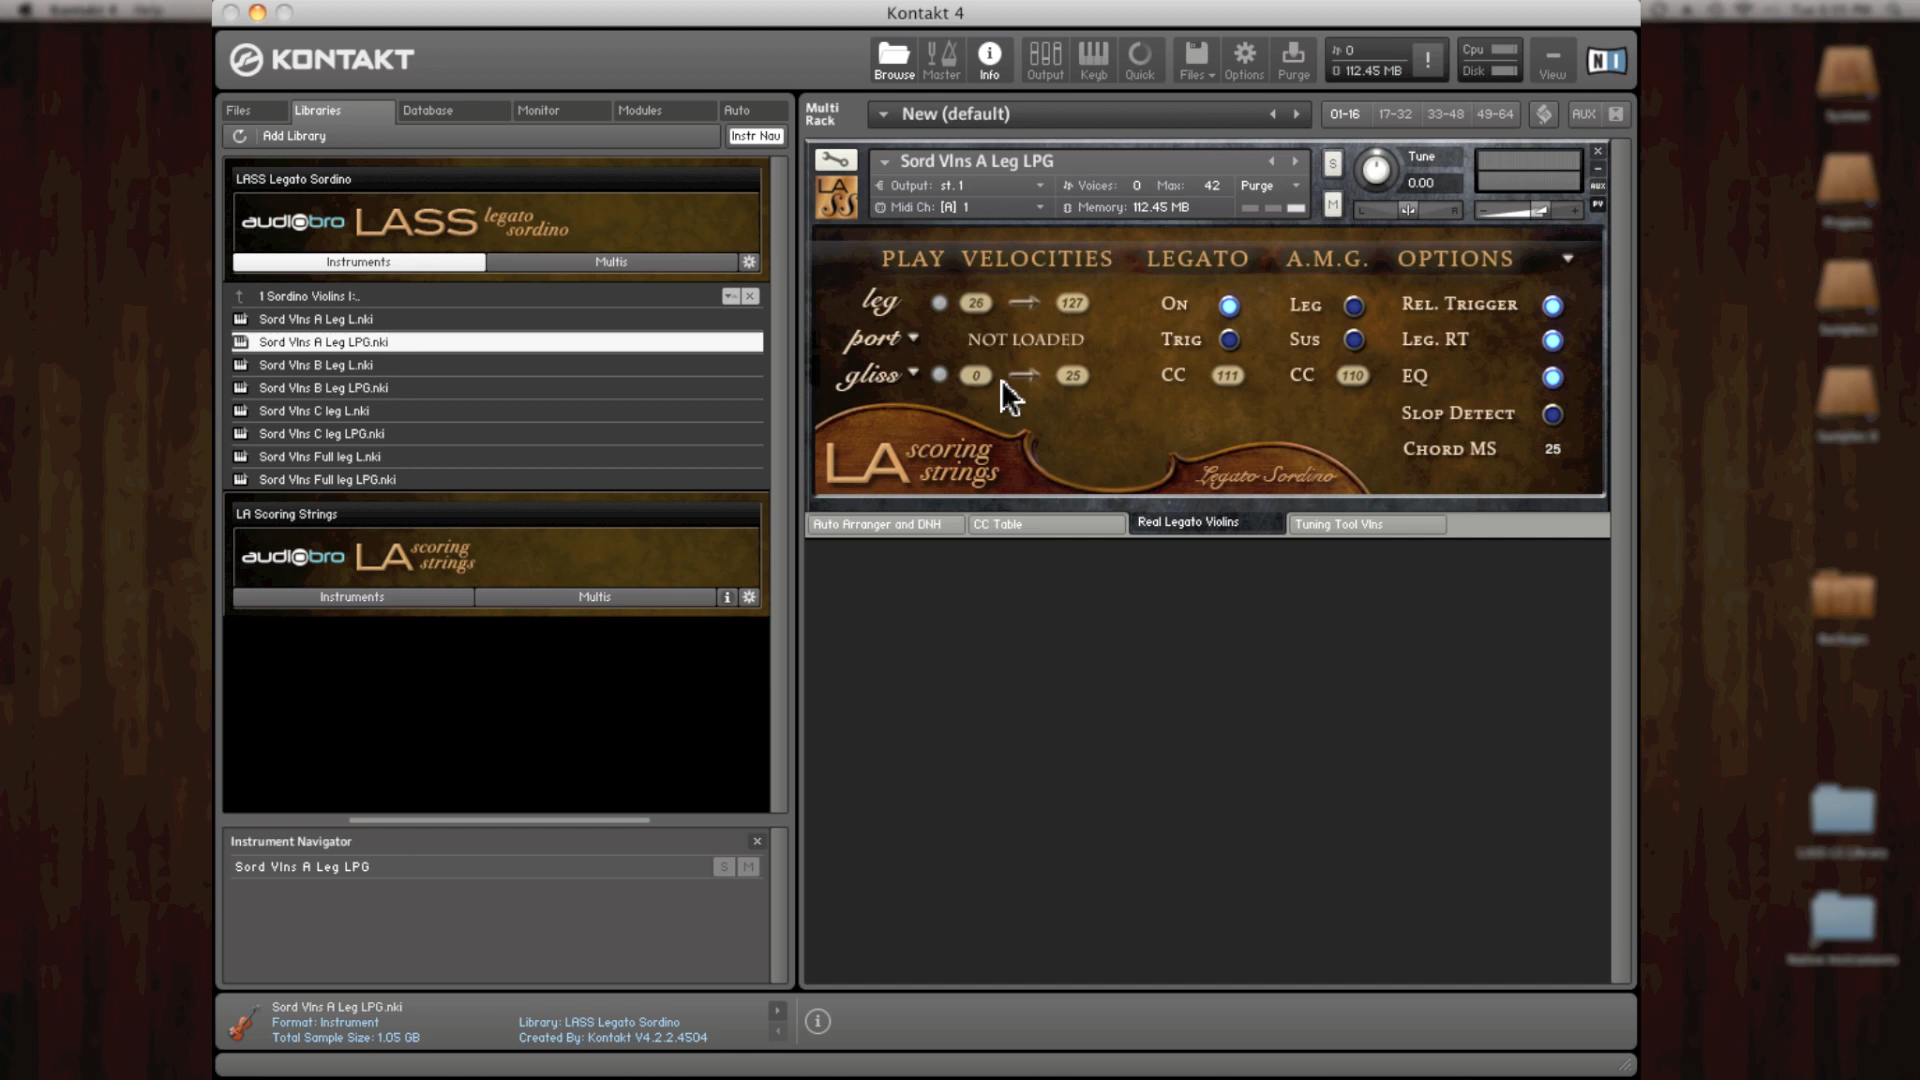 Kontakt 4
KONTAKT
Browse
Master
Info
Output
Keyb
Quick
Files
Options
Purge
0
112.45 MB
!
Cpu
Disk
View
NI
Files
Libraries
Database
Monitor
Modules
Auto
Add Library
Instr Nav
LASS Legato Sordino
audiobro LASS legato sordino
Instruments
Multis
1 Sordino Violins I:..
Sord Vlns A Leg L.nki
Sord Vlns A Leg LPG.nki
Sord Vlns B Leg L.nki
Sord Vlns B Leg LPG.nki
Sord Vlns C leg L.nki
Sord Vlns C leg LPG.nki
Sord Vlns Full leg L.nki
Sord Vlns Full leg LPG.nki
LA Scoring Strings
audiobro LA scoring strings
Instruments
Multis
Instrument Navigator
Sord Vlns A Leg LPG
S
M
Sord Vlns A Leg LPG.nki
Format: Instrument
Total Sample Size: 1.05 GB
Library: LASS Legato Sordino
Created By: Kontakt V4.2.2.4504
Multi Rack
New (default)
01-16
17-32
33-48
49-64
AUX
LA SS
Sord Vlns A Leg LPG
Output: st.1
Voices: 0 Max: 42
Purge
Midi Ch: [A] 1
Memory: 112.45 MB
S
M
Tune
0.00
L
R
AUX
PV
PLAY VELOCITIES LEGATO A.M.G. OPTIONS
leg 26 127 ON LEG REL. TRIGGER
port NOT LOADED TRIG SUS LEG. RT
gliss 0 25 CC 111 CC 110 EQ
SLOP DETECT
CHORD MS 25
LA scoring strings
Legato Sordino
Auto Arranger and DNH
CC Table
Real Legato Violins
Tuning Tool Vlns